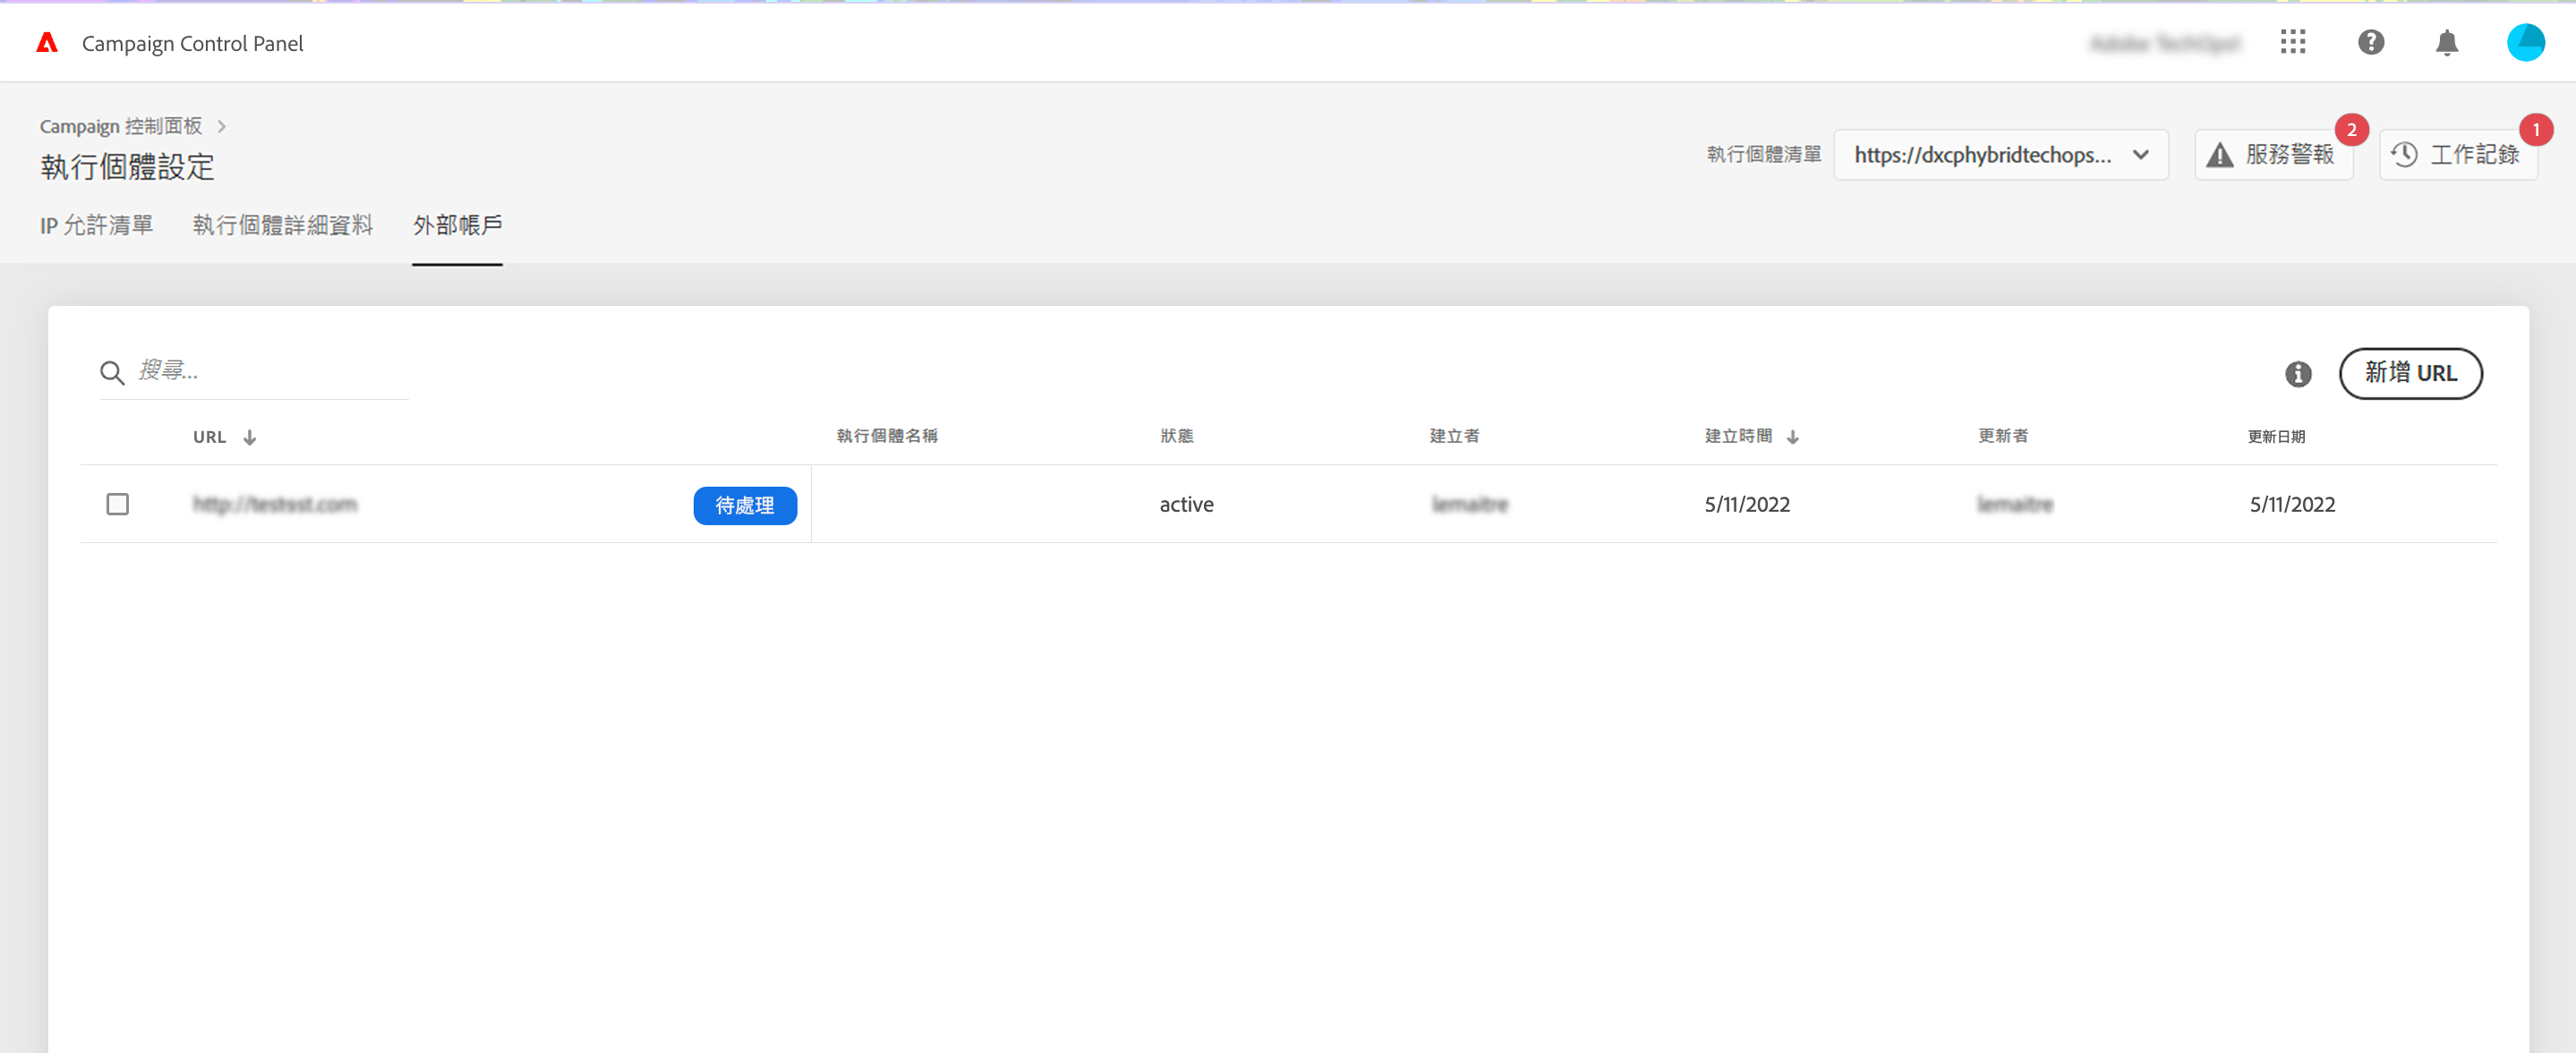 Campaign Control Panel
Campaign 控制面板
執行個體設定
執行個體清單
https://dxcphybridtechops...
服務警報
2
工作記錄
1
IP 允許清單
執行個體詳細資料
外部帳戶
搜尋...
新增 URL
URL 執行個體名稱 狀態 建立者 建立時間 更新者 更新日期
待處理 active 5/11/2022 5/11/2022